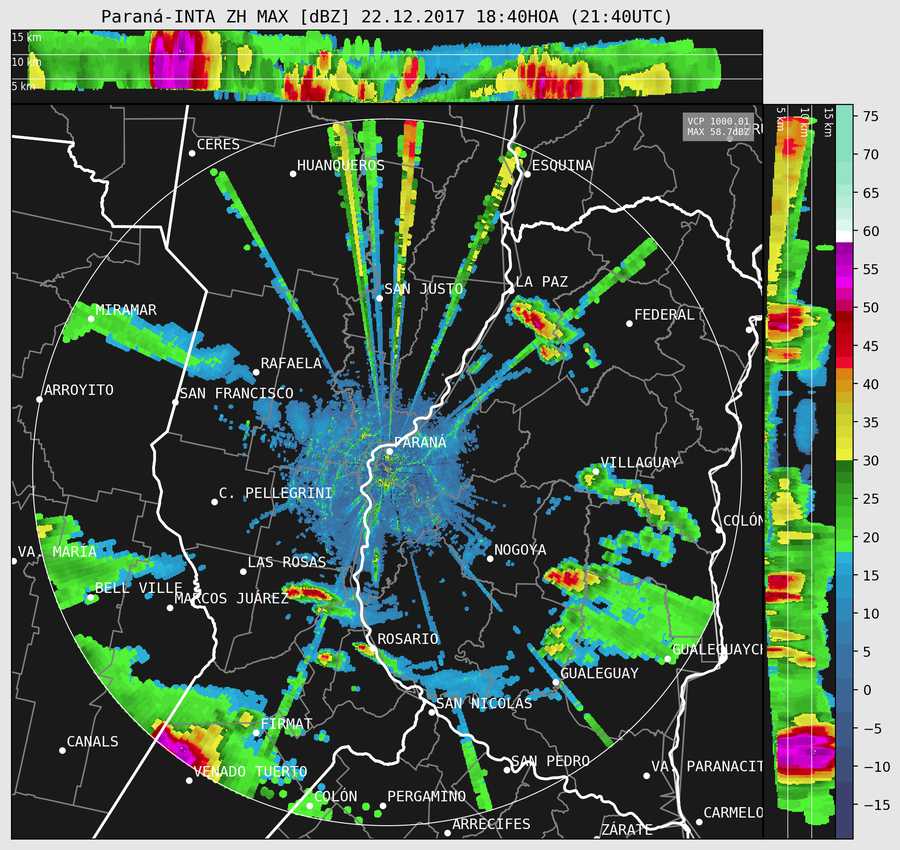 Paraná-INTA ZH MAX [dBZ] 22.12.2017 18:40HOA (21:40UTC)
15 km
10 km
5 km
5 km
10 km
15 km
VCP 1000.01
MAX 58.7dBZ
CERES
HUANQUEROS
ESQUINA
SAN JUSTO
LA PAZ
MIRAMAR
FEDERAL
RAFAELA
ARROYITO
SAN FRANCISCO
PARANÁ
VILLAGUAY
C. PELLEGRINI
COLÓN
VA. MARIA
NOGOYA
LAS ROSAS
BELL VILLE
MARCOS JUÁREZ
ROSARIO
GUALEGUAYCH
GUALEGUAY
SAN NICOLÁS
FIRMAT
CANALS
SAN PEDRO
VENADO TUERTO
VA. PARANACIT
COLÓN
PERGAMINO
CARMELO
ARRECIFES
ZÁRATE
75
70
65
60
55
50
45
40
35
30
25
20
15
10
5
0
−5
−10
−15